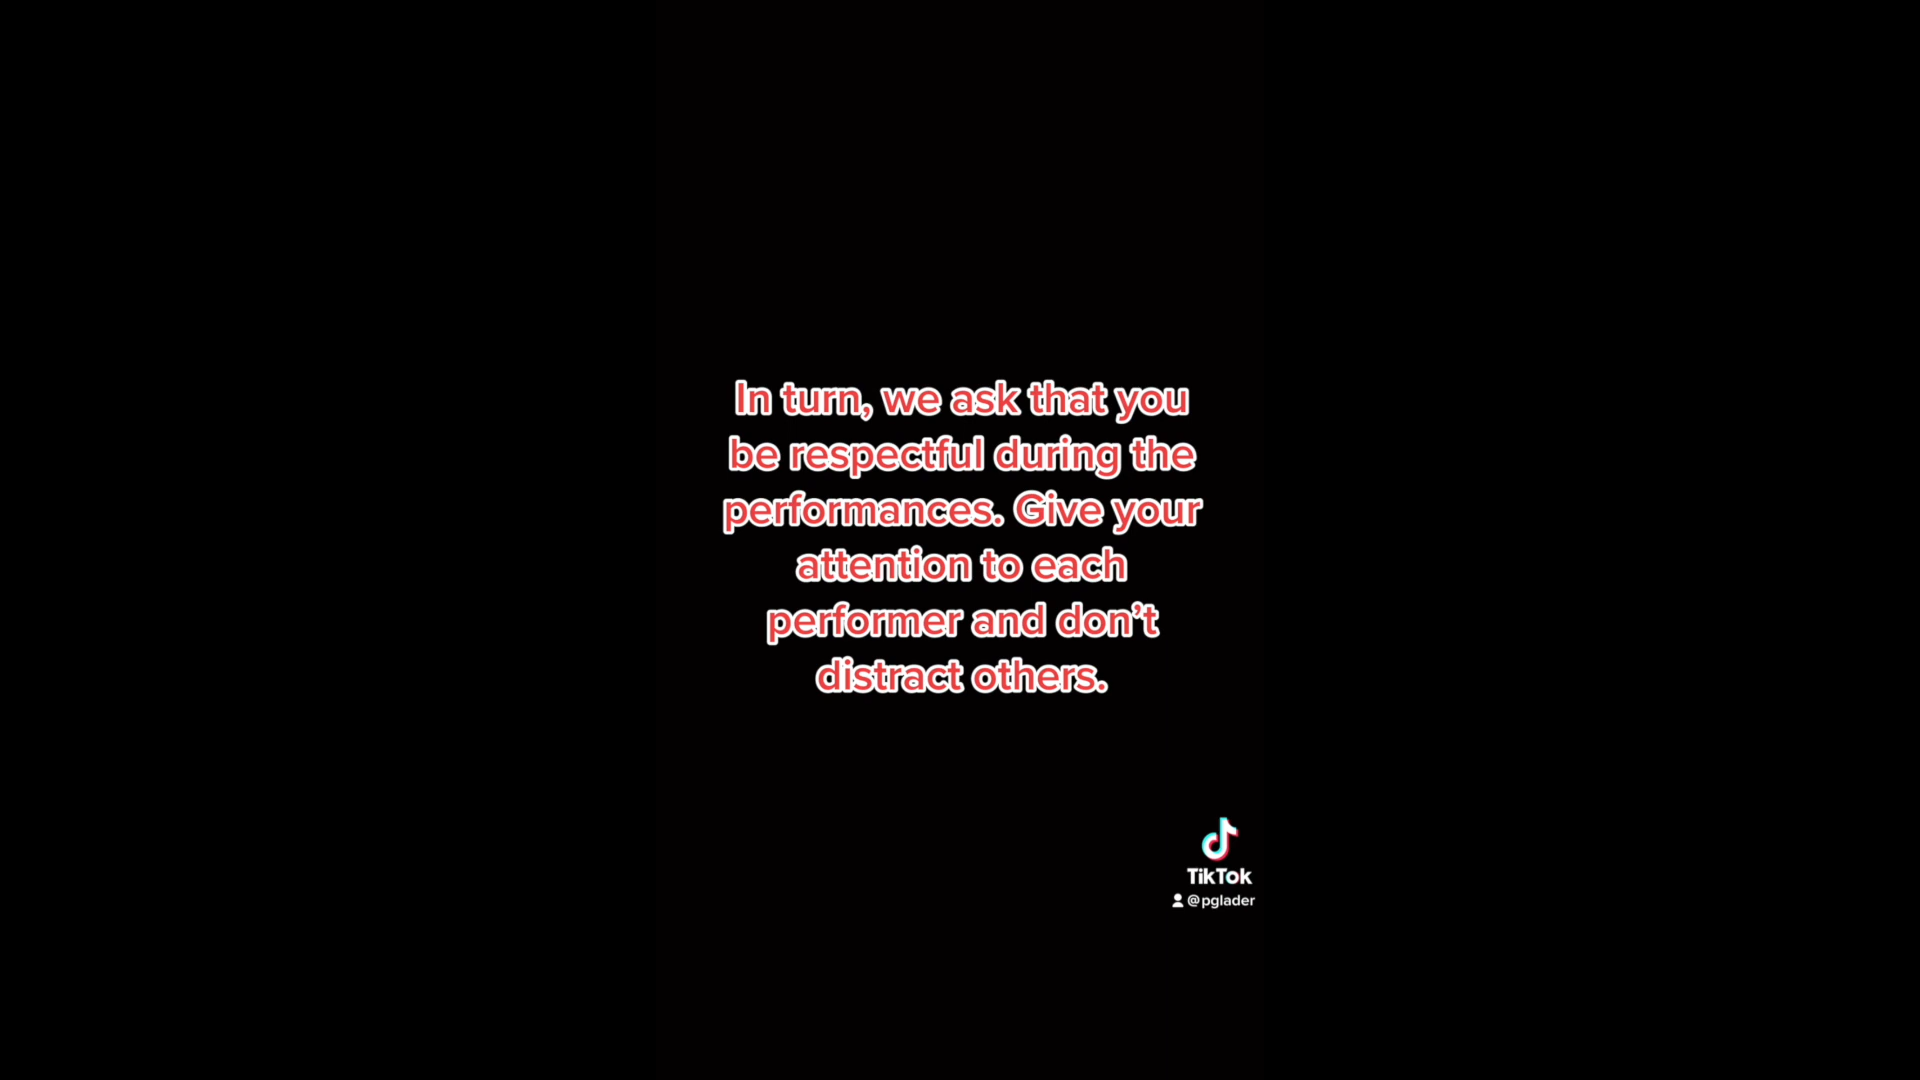 In turn, we ask that you
be respectful during the
performances. Give your
attention to each
performer and don’t
distract others.
TikTok
@pglader